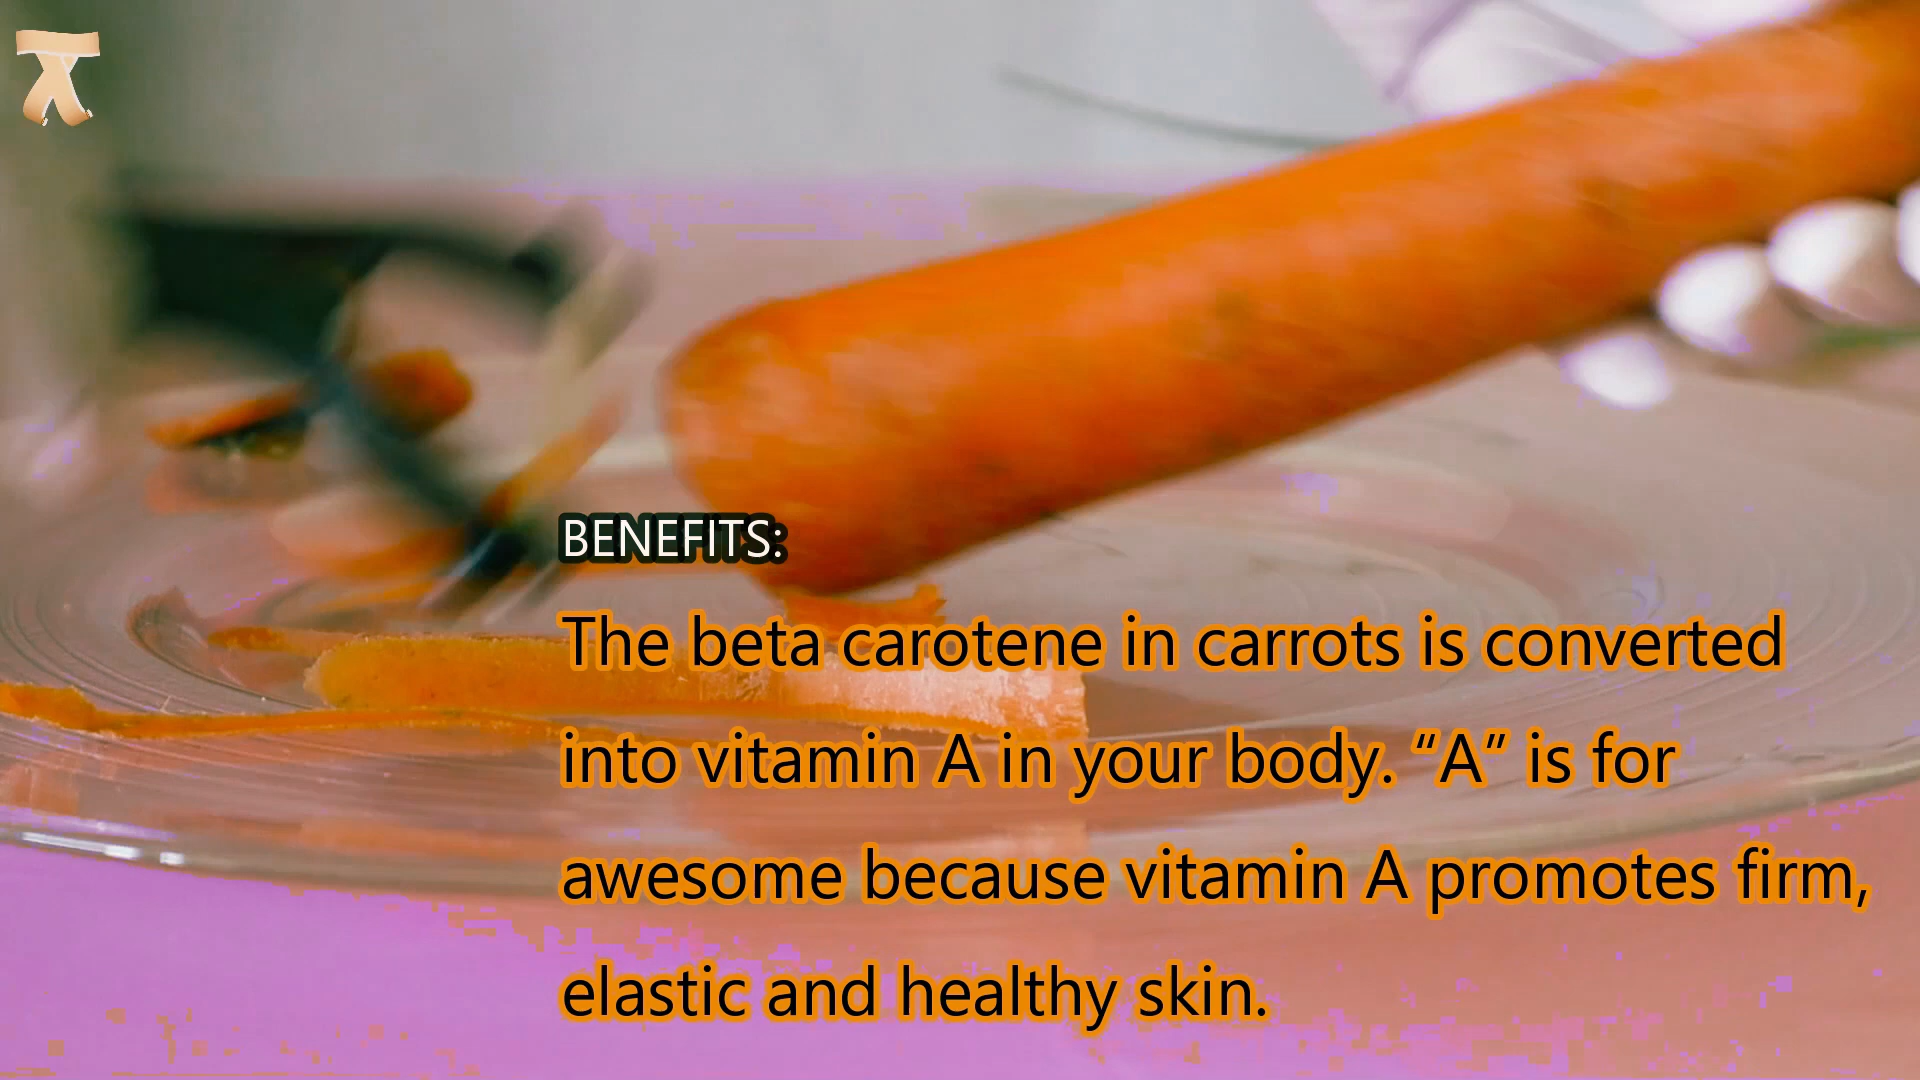 BENEFITS:
The beta carotene in carrots is converted
into vitamin A in your body. “A” is for
awesome because vitamin A promotes firm,
elastic and healthy skin.